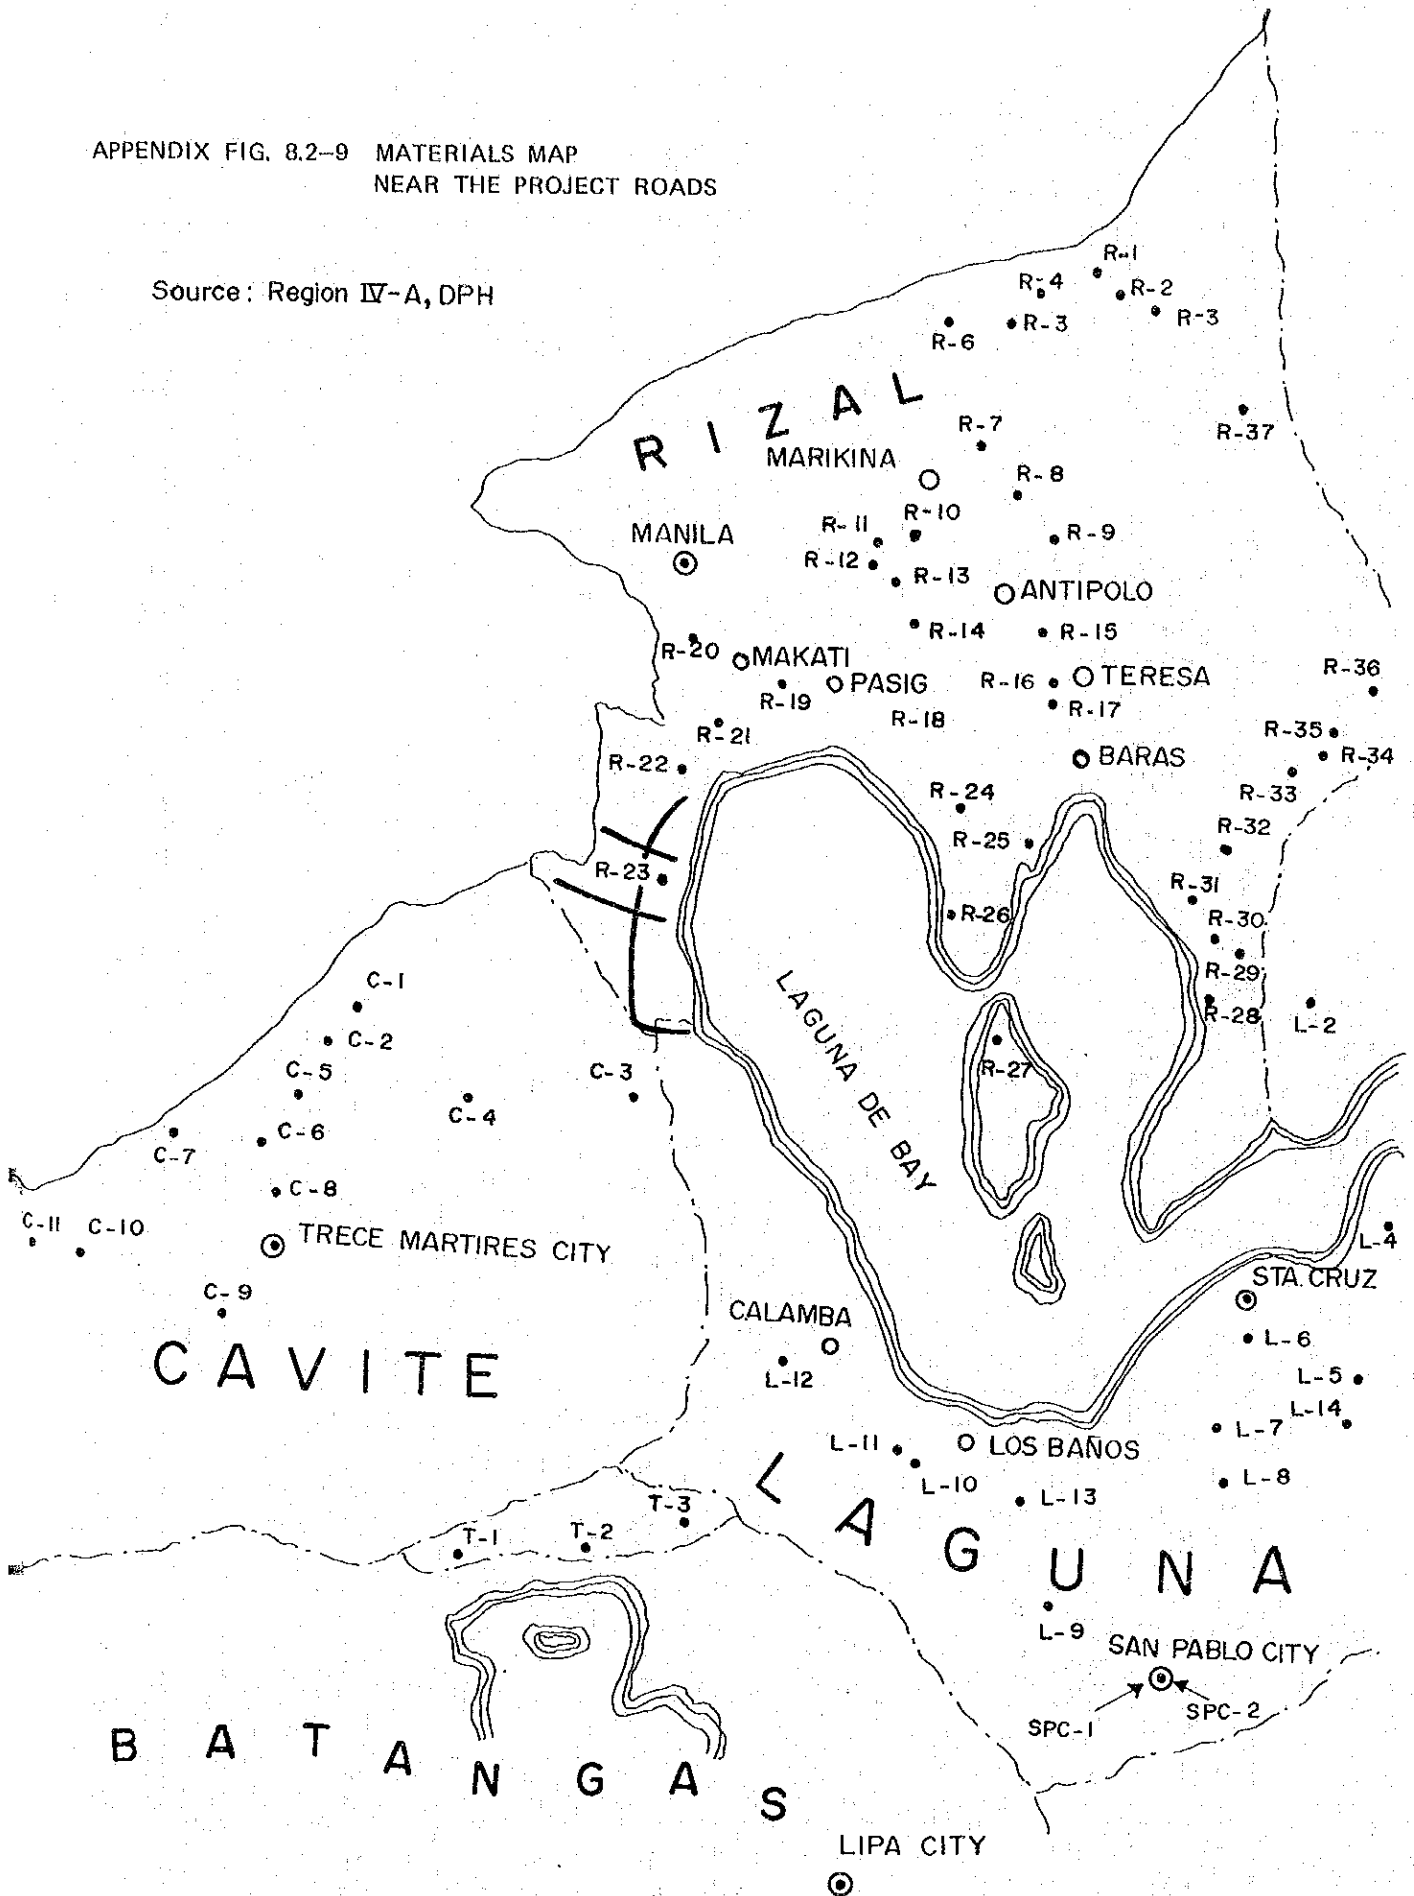 APPENDIX FIG. 8.2-9 MATERIALS MAP
NEAR THE PROJECT ROADS
Source: Region IV-A, DPH
R-1
R-4
R-2
R-3
R-3
R-6
RIZAL
R-37
R-7
MARIKINA
R-8
R-10
R-11
R-9
MANILA
R-12
R-13
ANTIPOLO
R-14
R-15
R-20
MAKATI
R-36
R-16
TERESA
PASIG
R-19
R-17
R-18
R-21
R-35
R-34
BARAS
R-22
R-33
R-24
R-32
R-25
R-23
R-31
R-26
R-30
R-29
C-1
LAGUNA DE BAY
R-28
L-2
C-2
C-5
C-3
R-27
C-4
C-6
C-7
C-8
C-11
C-10
TRECE MARTIRES CITY
L-4
STA. CRUZ
C-9
CALAMBA
L-6
CAVITE
L-12
L-5
L-14
L-7
L-11
LOS BAÑOS
L-10
L-8
L-13
T-3
LAGUNA
T-1
T-2
L-9
SAN PABLO CITY
SPC-1
SPC-2
BATANGAS
LIPA CITY